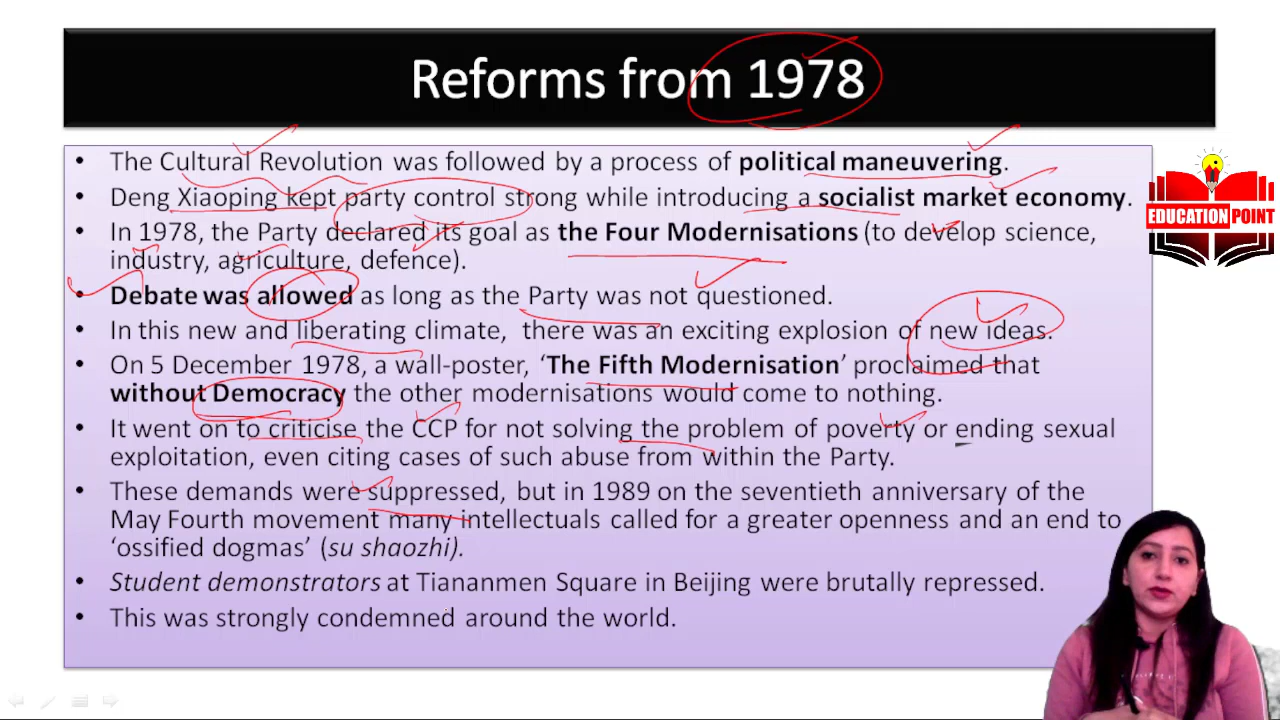 Reforms from 1978
• The Cultural Revolution was followed by a process of political maneuvering.
• Deng Xiaoping kept party control strong while introducing a socialist market economy.
• In 1978, the Party declared its goal as the Four Modernisations (to develop science,
industry, agriculture, defence).
• Debate was allowed as long as the Party was not questioned.
• In this new and liberating climate, there was an exciting explosion of new ideas.
• On 5 December 1978, a wall-poster, ‘The Fifth Modernisation’ proclaimed that
without Democracy the other modernisations would come to nothing.
• It went on to criticise the CCP for not solving the problem of poverty or ending sexual
exploitation, even citing cases of such abuse from within the Party.
• These demands were suppressed, but in 1989 on the seventieth anniversary of the
May Fourth movement many intellectuals called for a greater openness and an end to
‘ossified dogmas’ (su shaozhi).
• Student demonstrators at Tiananmen Square in Beijing were brutally repressed.
• This was strongly condemned around the world.
EDUCATION POINT